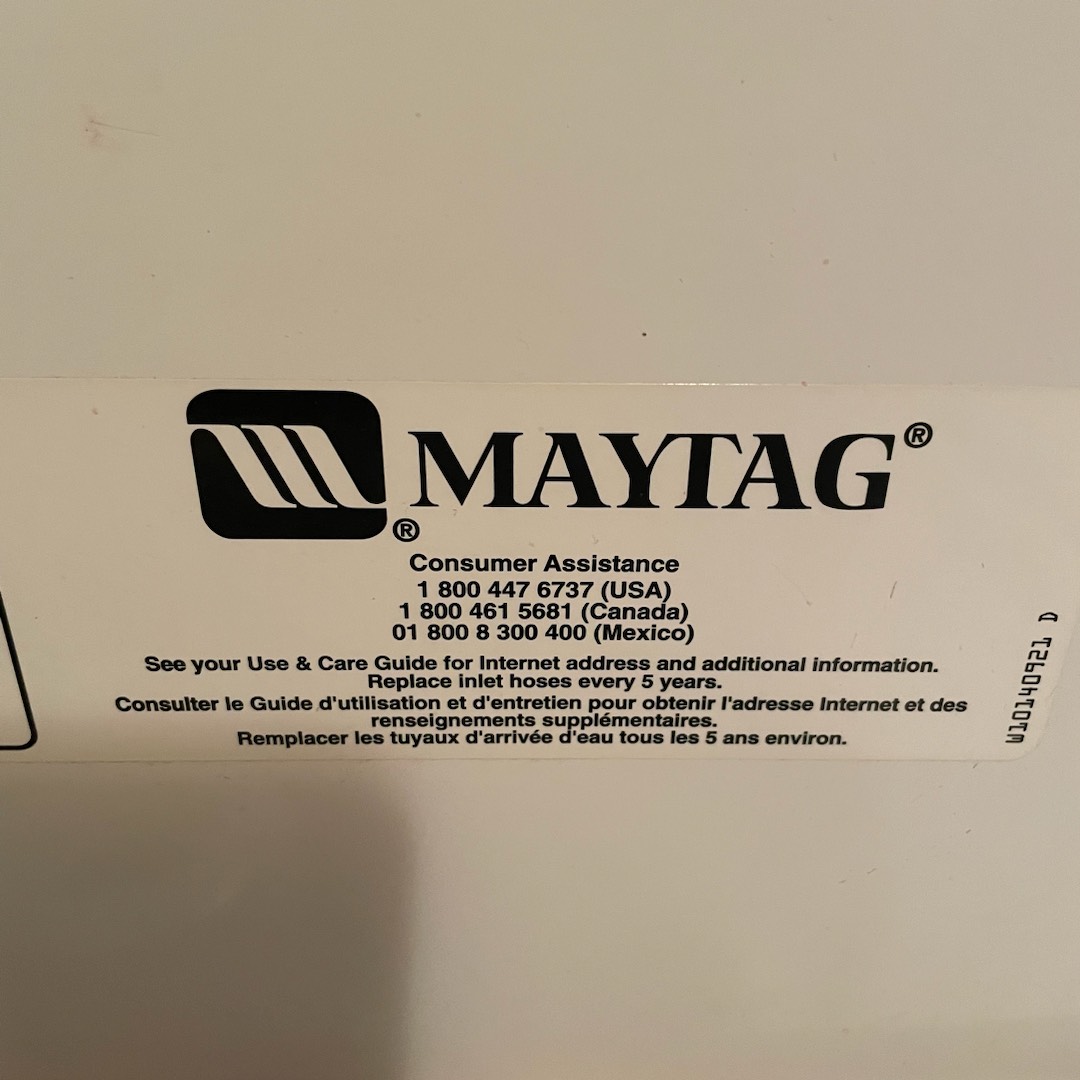 MAYTAG®
®
Consumer Assistance
1 800 447 6737 (USA)
1 800 461 5681 (Canada)
01 800 8 300 400 (Mexico)
See your Use & Care Guide for Internet address and additional information.
Replace inlet hoses every 5 years.
Consulter le Guide d'utilisation et d'entretien pour obtenir l'adresse Internet et des
renseignements supplémentaires.
Remplacer les tuyaux d'arrivée d'eau tous les 5 ans environ.
W10140921 D